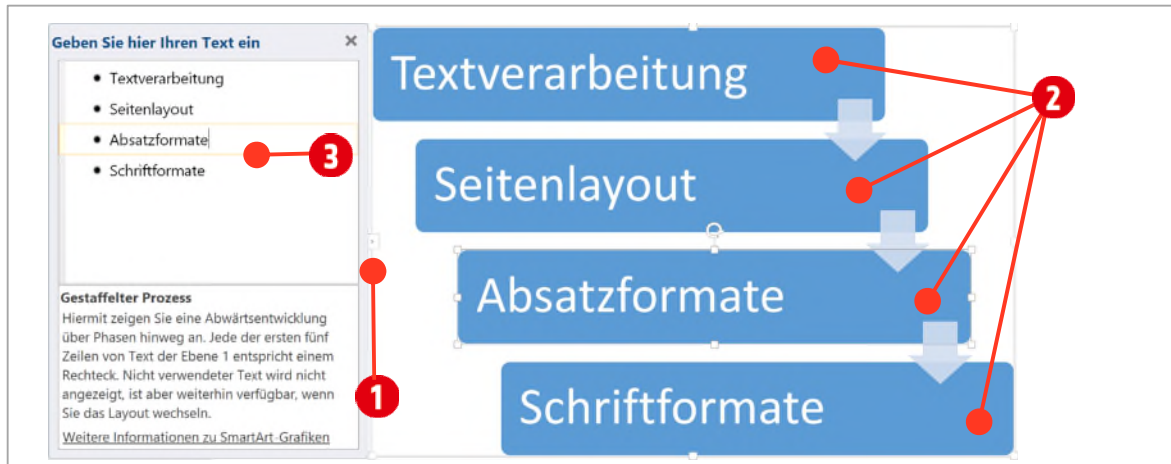 Geben Sie hier Ihren Text ein
• Textverarbeitung
• Seitenlayout
• Absatzformate
• Schriftformate
Gestaffelter Prozess
Hiermit zeigen Sie eine Abwärtsentwicklung
über Phasen hinweg an. Jede der ersten fünf
Zeilen von Text der Ebene 1 entspricht einem
Rechteck. Nicht verwendeter Text wird nicht
angezeigt, ist aber weiterhin verfügbar, wenn
Sie das Layout wechseln.
Weitere Informationen zu SmartArt-Grafiken
3
1
Textverarbeitung
Seitenlayout
Absatzformate
Schriftformate
2